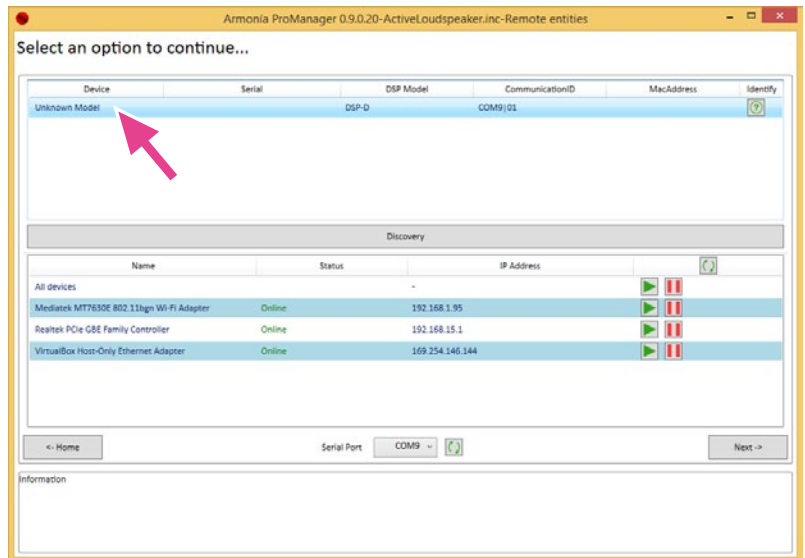 Armonía ProManager 0.9.0.20-ActiveLoudspeaker.inc-Remote entities
Select an option to continue...
Device Serial DSP Model CommunicationID MacAddress Identify
Unknown Model DSP-D COM9|01
Discovery
Name Status IP Address
All devices -
Mediatek MT7630E 802.11bgn Wi-Fi Adapter Online 192.168.1.95
Realtek PCIe GBE Family Controller Online 192.168.15.1
VirtualBox Host-Only Ethernet Adapter Online 169.254.146.144
<- Home Serial Port COM9 Next ->
Information